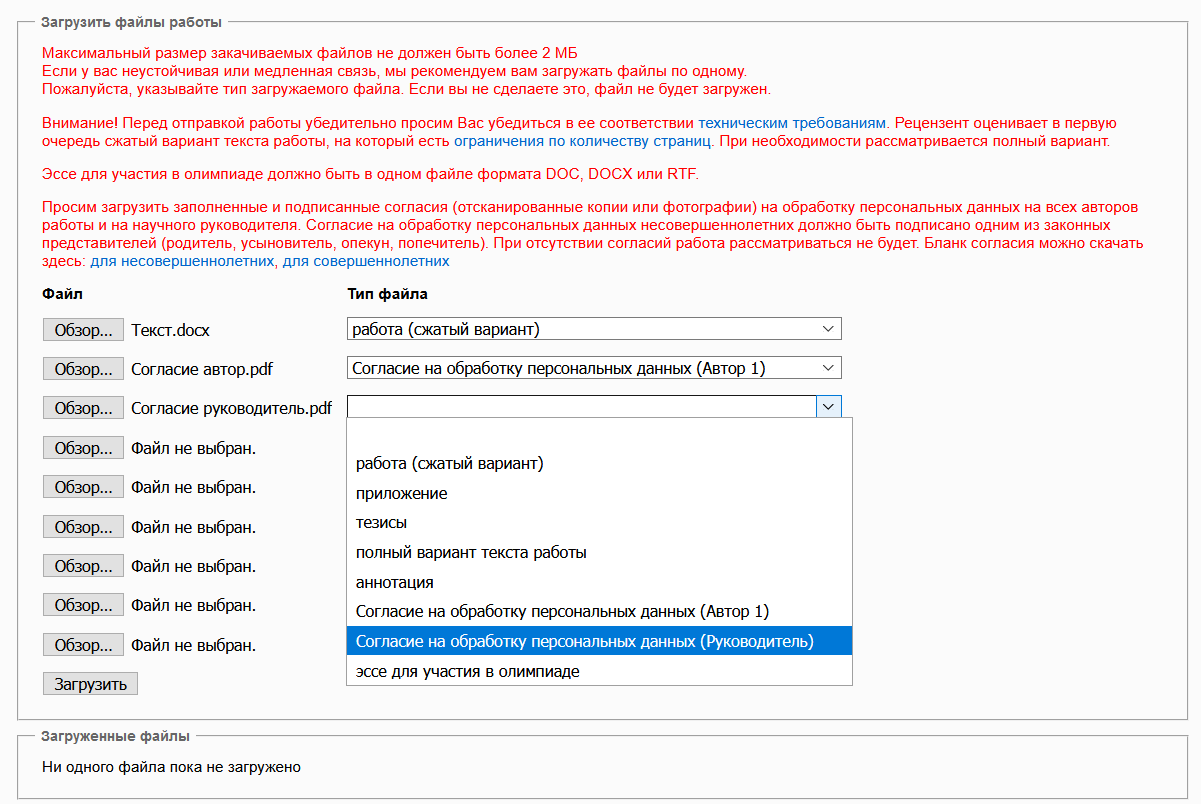 Загрузить файлы работы
Максимальный размер закачиваемых файлов не должен быть более 2 МБ
Если у вас неустойчивая или медленная связь, мы рекомендуем вам загружать файлы по одному.
Пожалуйста, указывайте тип загружаемого файла. Если вы не сделаете это, файл не будет загружен.
Внимание! Перед отправкой работы убедительно просим Вас убедиться в ее соответствии техническим требованиям. Рецензент оценивает в первую
очередь сжатый вариант текста работы, на который есть ограничения по количеству страниц. При необходимости рассматривается полный вариант.
Эссе для участия в олимпиаде должно быть в одном файле формата DOC, DOCX или RTF.
Просим загрузить заполненные и подписанные согласия (отсканированные копии или фотографии) на обработку персональных данных на всех авторов
работы и на научного руководителя. Согласие на обработку персональных данных несовершеннолетних должно быть подписано одним из законных
представителей (родитель, усыновитель, опекун, попечитель). При отсутствии согласий работа рассматриваться не будет. Бланк согласия можно скачать
здесь: для несовершеннолетних, для совершеннолетних
Файл Тип файла
Обзор... Текст.docx работа (сжатый вариант)
Обзор... Согласие автор.pdf Согласие на обработку персональных данных (Автор 1)
Обзор... Согласие руководитель.pdf
Обзор... Файл не выбран.
работа (сжатый вариант)
Обзор... Файл не выбран.
приложение
тезисы
Обзор... Файл не выбран.
полный вариант текста работы
Обзор... Файл не выбран.
аннотация
Обзор... Файл не выбран.
Согласие на обработку персональных данных (Автор 1)
Обзор... Файл не выбран.
Согласие на обработку персональных данных (Руководитель)
эссе для участия в олимпиаде
Загрузить
Загруженные файлы
Ни одного файла пока не загружено